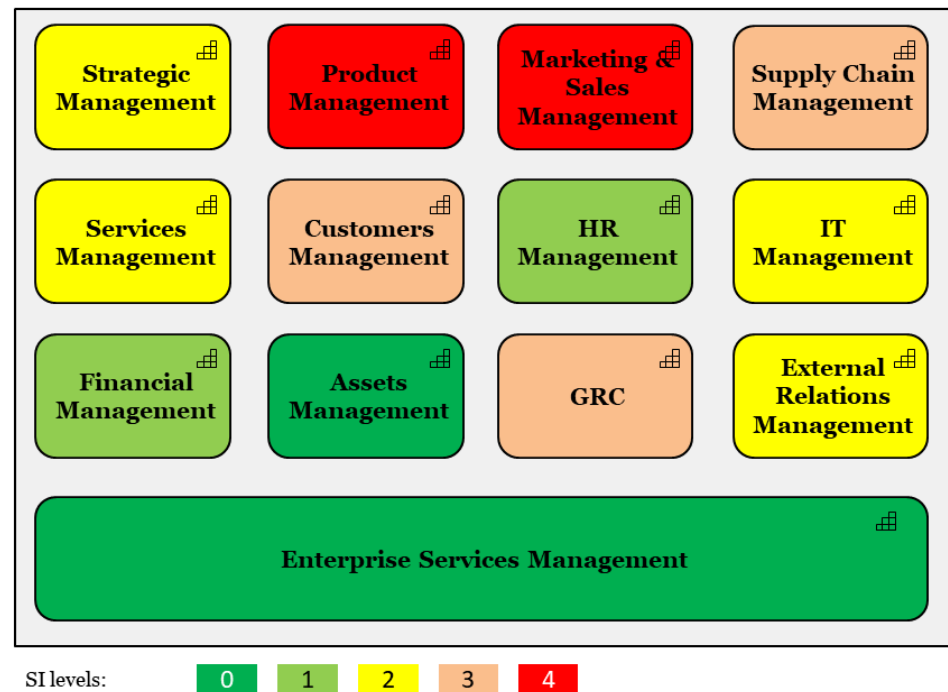 Strategic
Management
Product
Management
Marketing &
Sales
Management
Supply Chain
Management
Services
Management
Customers
Management
HR
Management
IT
Management
Financial
Management
Assets
Management
GRC
External
Relations
Management
Enterprise Services Management
SI levels: 0 1 2 3 4